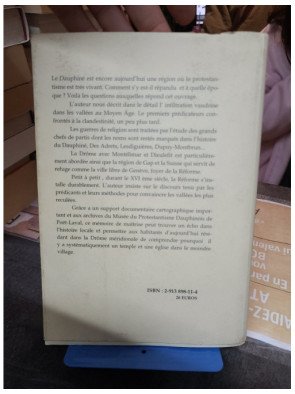 Le Dauphiné est encore aujourd'hui une région où le protestan-
tisme est très vivant. Comment s'y est-il répandu et à quelle épo-
que ? Voilà les questions auxquelles répond cet ouvrage.
L'auteur nous décrit dans le détail l' infiltration vaudoise
dans les vallées au Moyen Age. Le premiers prédicateurs con-
frontés à la clandestinité, un peu plus tard.
Les guerres de religion sont traitées par l'étude des grands
chefs de partis dont les noms sont restés marqués dans l'histoire
du Dauphiné, Des Adrets, Lesdiguières, Dupuy-Montbrun...
La Drôme avec Montélimar et Dieulefit est particulière-
ment abordée ainsi que la région de Gap et la Suisse qui servit de
refuge comme la ville libre de Genève, foyer de la Réforme.
Petit à petit , durant le XVI ème siècle, la Réforme s'ins-
talle durablement. L'auteur insiste sur le discours tenu par les
prédicants et leurs méthodes pour convaincre les vallées les plus
reculées.
Grâce à un support documentaire cartographique impor-
tant et aux archives du Musée du Protestantisme Dauphinois de
Poët-Laval, ce mémoire de maîtrise peut trouver un écho dans
l'histoire locale et permettre aux habitants d'aujourd'hui rési-
dant dans la Drôme méridionale de comprendre pourquoi il
y a systématiquement un temple et une église dans le moindre
village.
ISBN : 2-913 898-11-4
26 EUROS